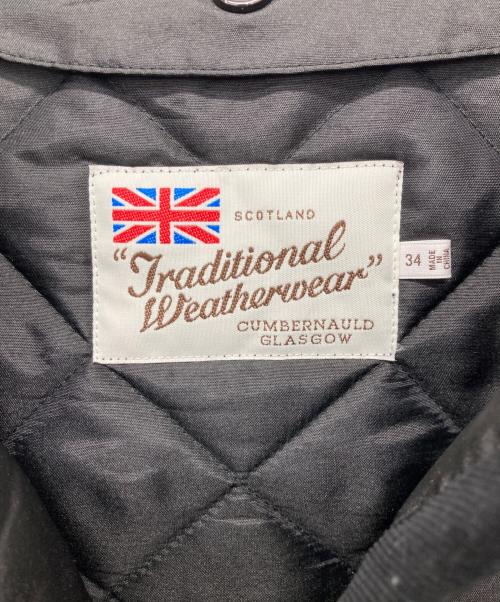 SCOTLAND
"Traditional
Weatherwear"
CUMBERNAULD
GLASGOW
34
MADE
IN
CHINA